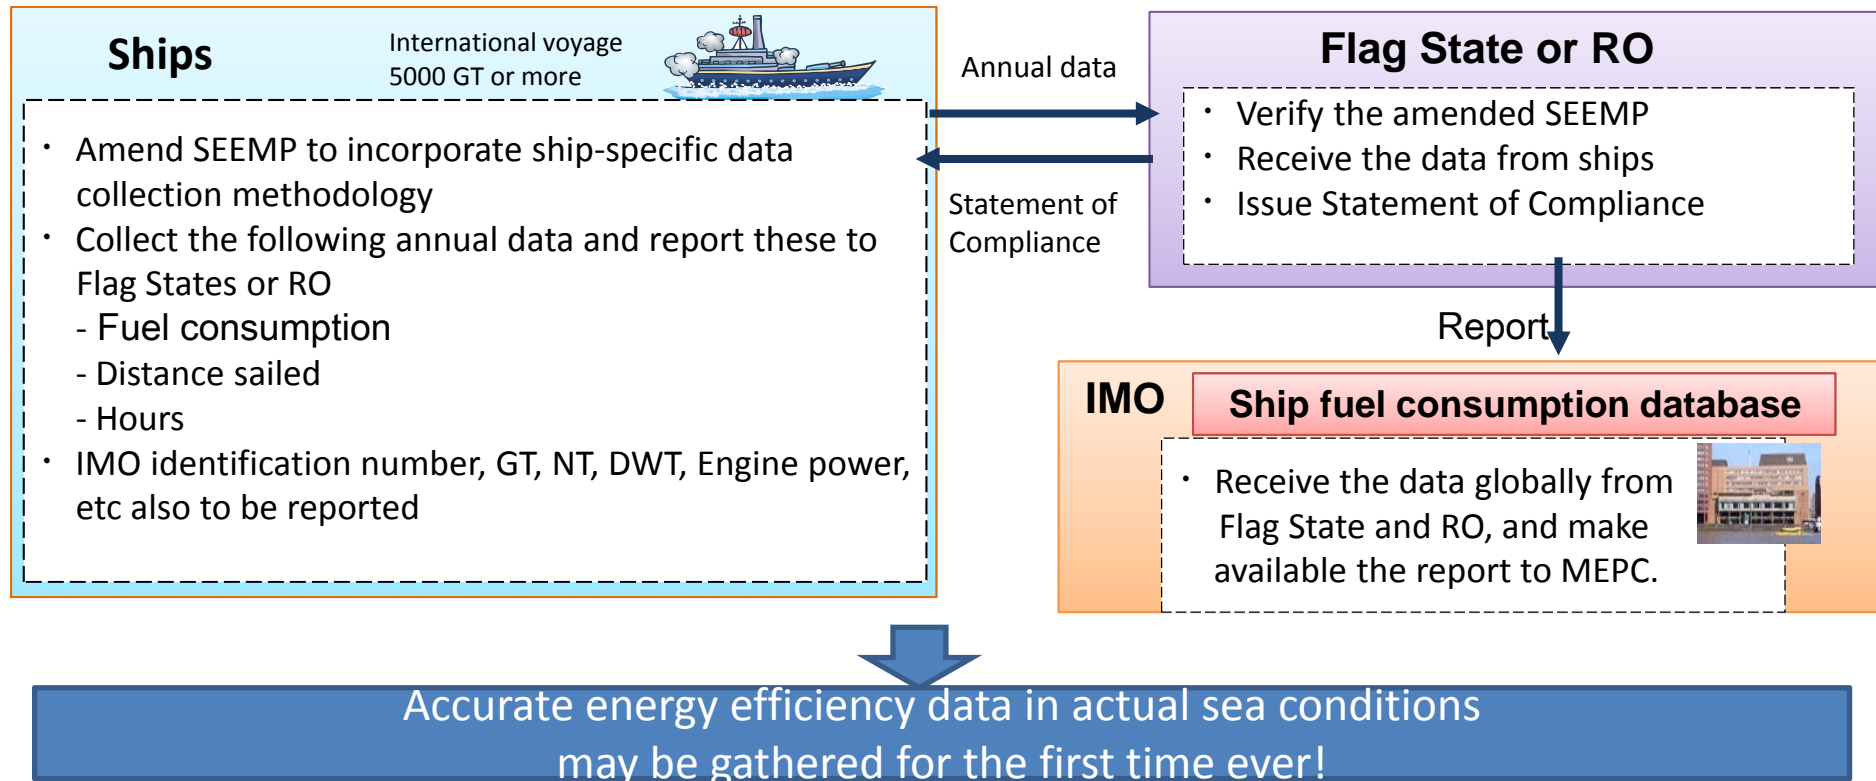 Ships
International voyage
5000 GT or more
・ Amend SEEMP to incorporate ship-specific data
collection methodology
・ Collect the following annual data and report these to
Flag States or RO
- Fuel consumption
- Distance sailed
- Hours
・ IMO identification number, GT, NT, DWT, Engine power,
etc also to be reported
Annual data
Statement of
Compliance
Flag State or RO
・ Verify the amended SEEMP
・ Receive the data from ships
・ Issue Statement of Compliance
Report
IMO
Ship fuel consumption database
・ Receive the data globally from
Flag State and RO, and make
available the report to MEPC.
Accurate energy efficiency data in actual sea conditions
may be gathered for the first time ever!